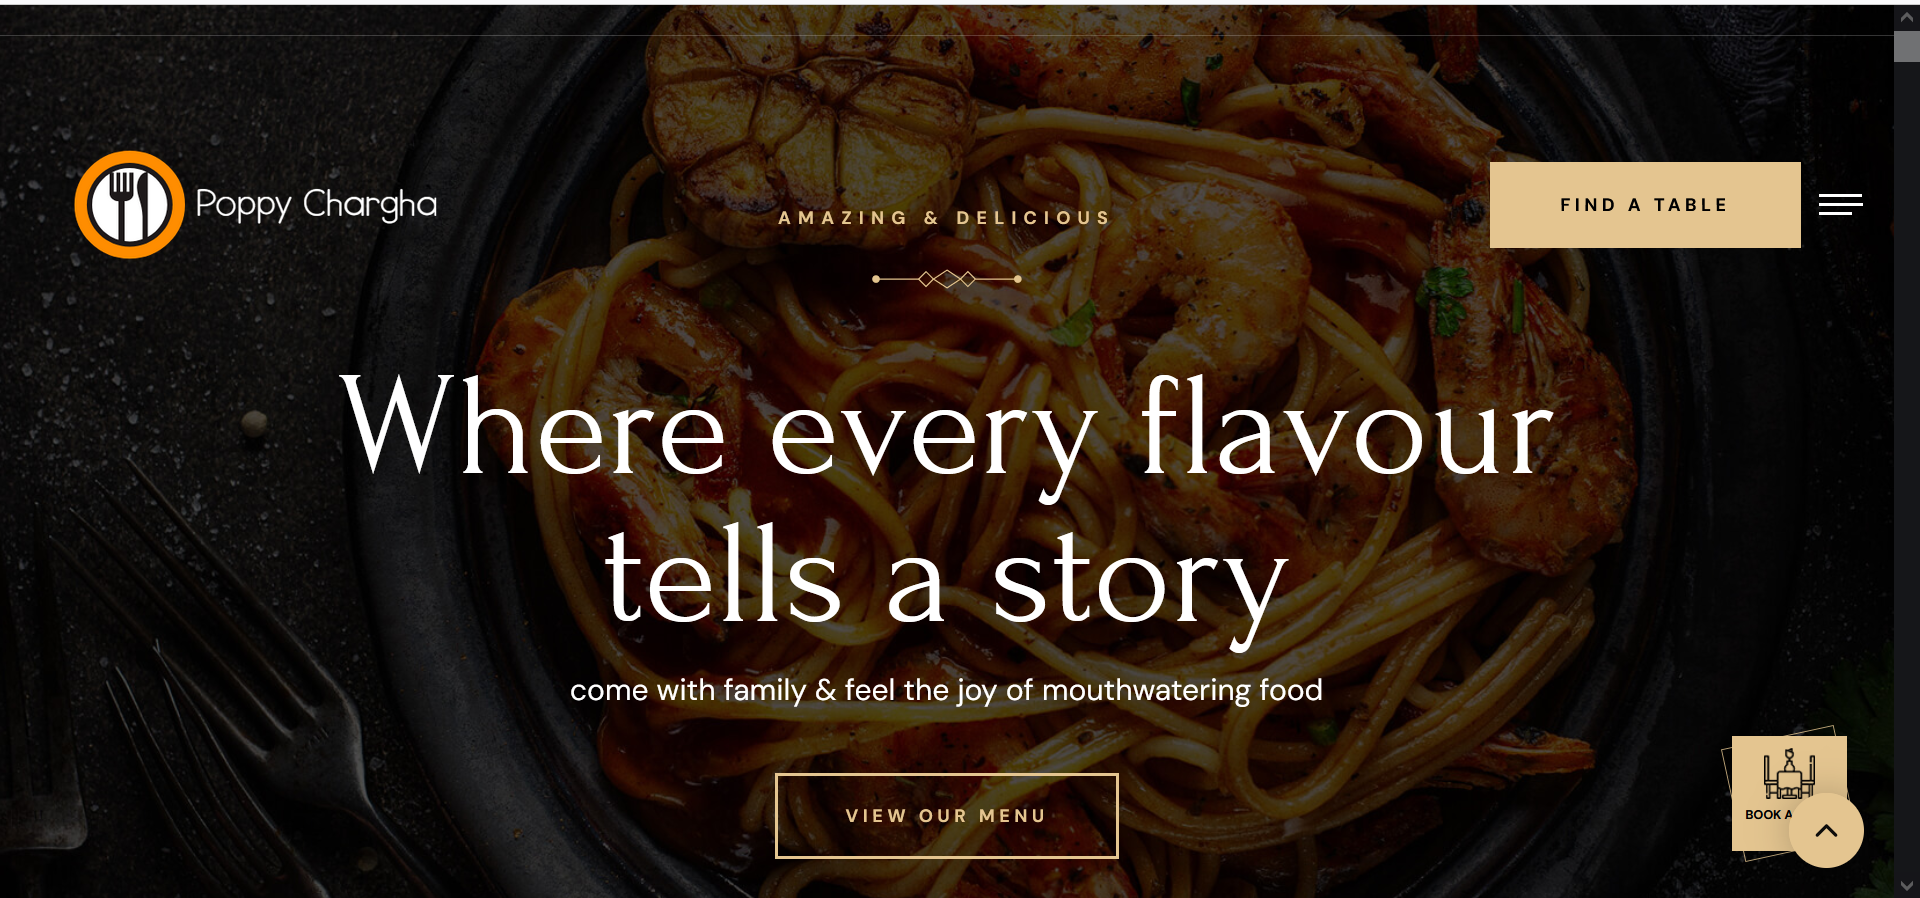 Poppy Chargha
FIND A TABLE
AMAZING & DELICIOUS
Where every flavour
tells a story
come with family & feel the joy of mouthwatering food
VIEW OUR MENU
BOOK A